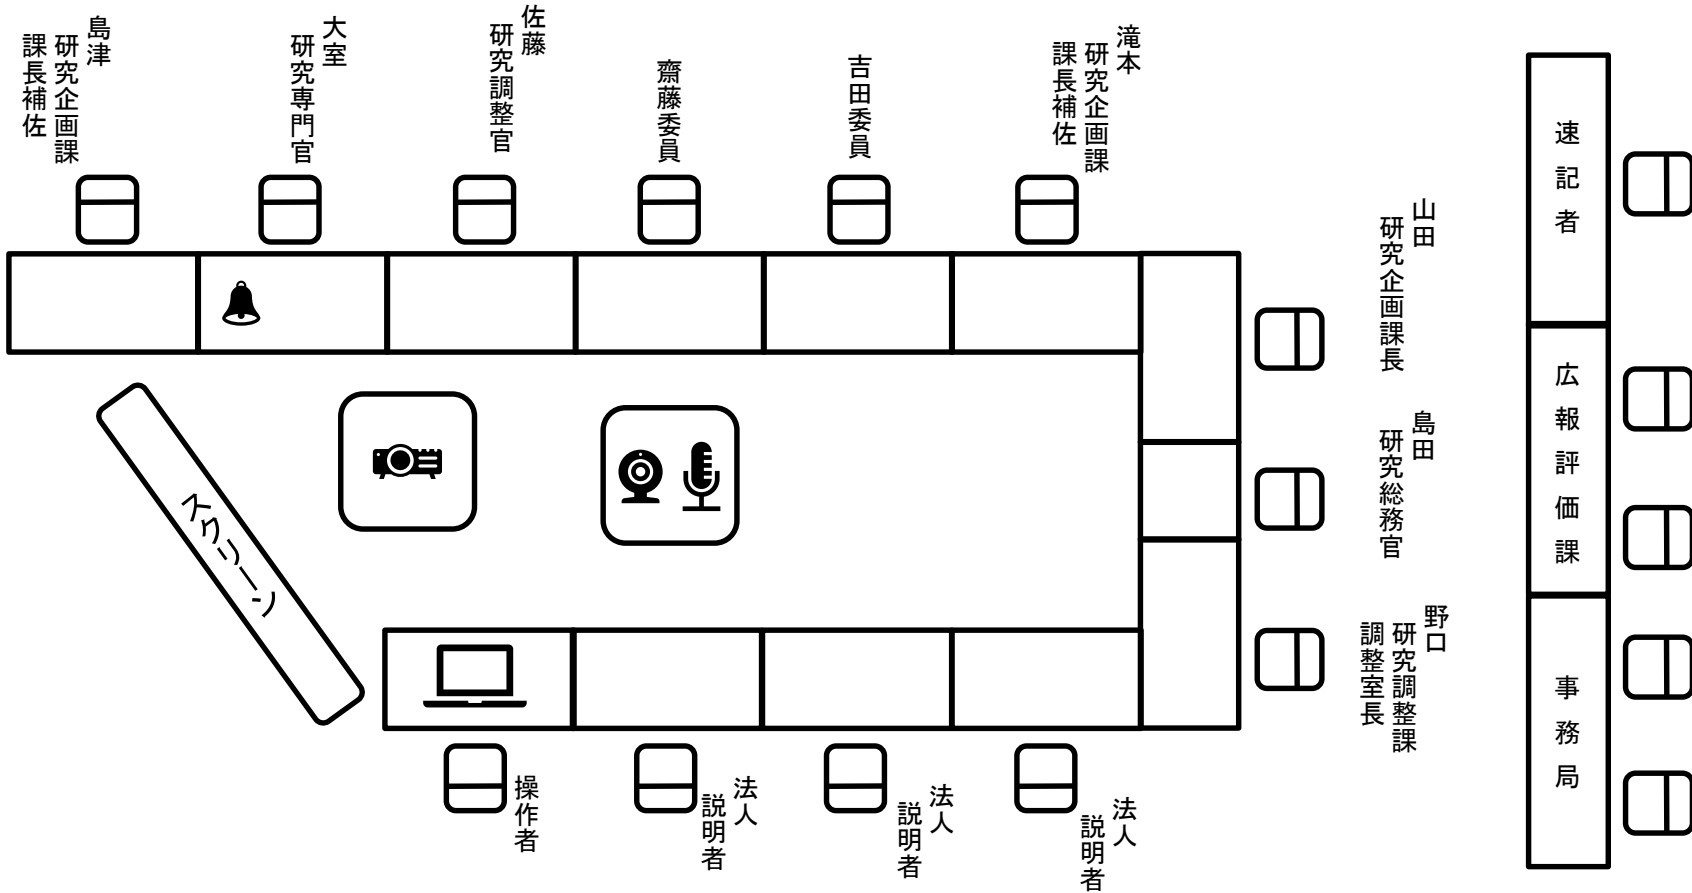 島津
研究企画課
課長補佐
大室
研究専門官
佐藤
研究調整官
齋藤委員
吉田委員
滝本
研究企画課
課長補佐
山田
研究企画課長
島田
研究総務官
野口
研究調整課
調整室長
速記者
広報評価課
事務局
スクリーン
操作者
法人
説明者
法人
説明者
法人
説明者